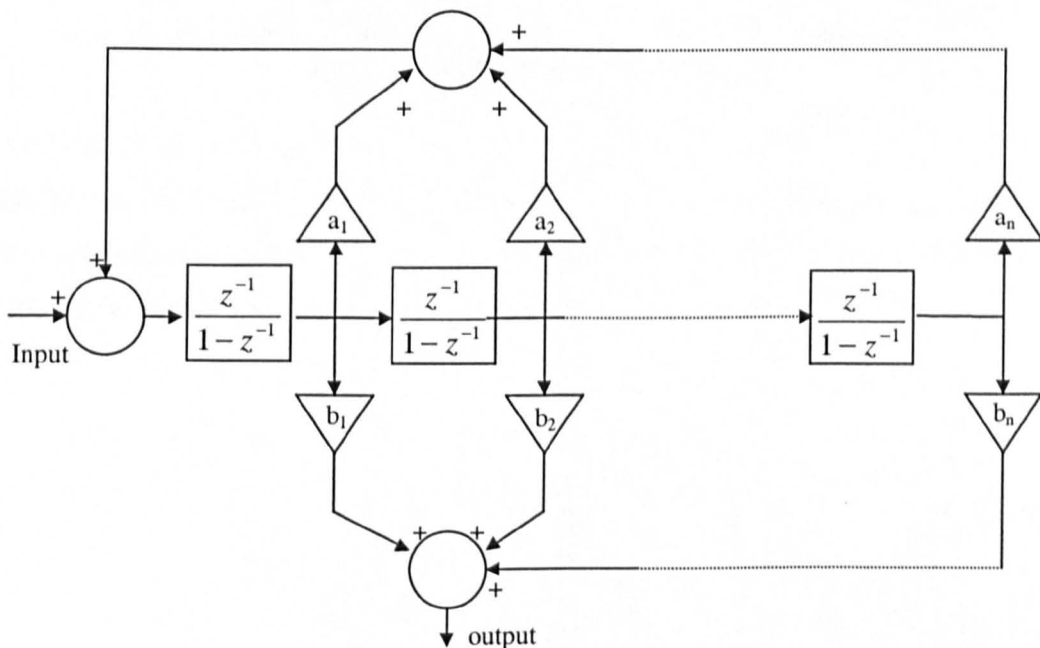 +
+ +
a₁ a₂ aₙ
+ +
z⁻¹ z⁻¹ z⁻¹
1 − z⁻¹ 1 − z⁻¹ 1 − z⁻¹
Input
b₁ b₂ bₙ
+ +
+
output